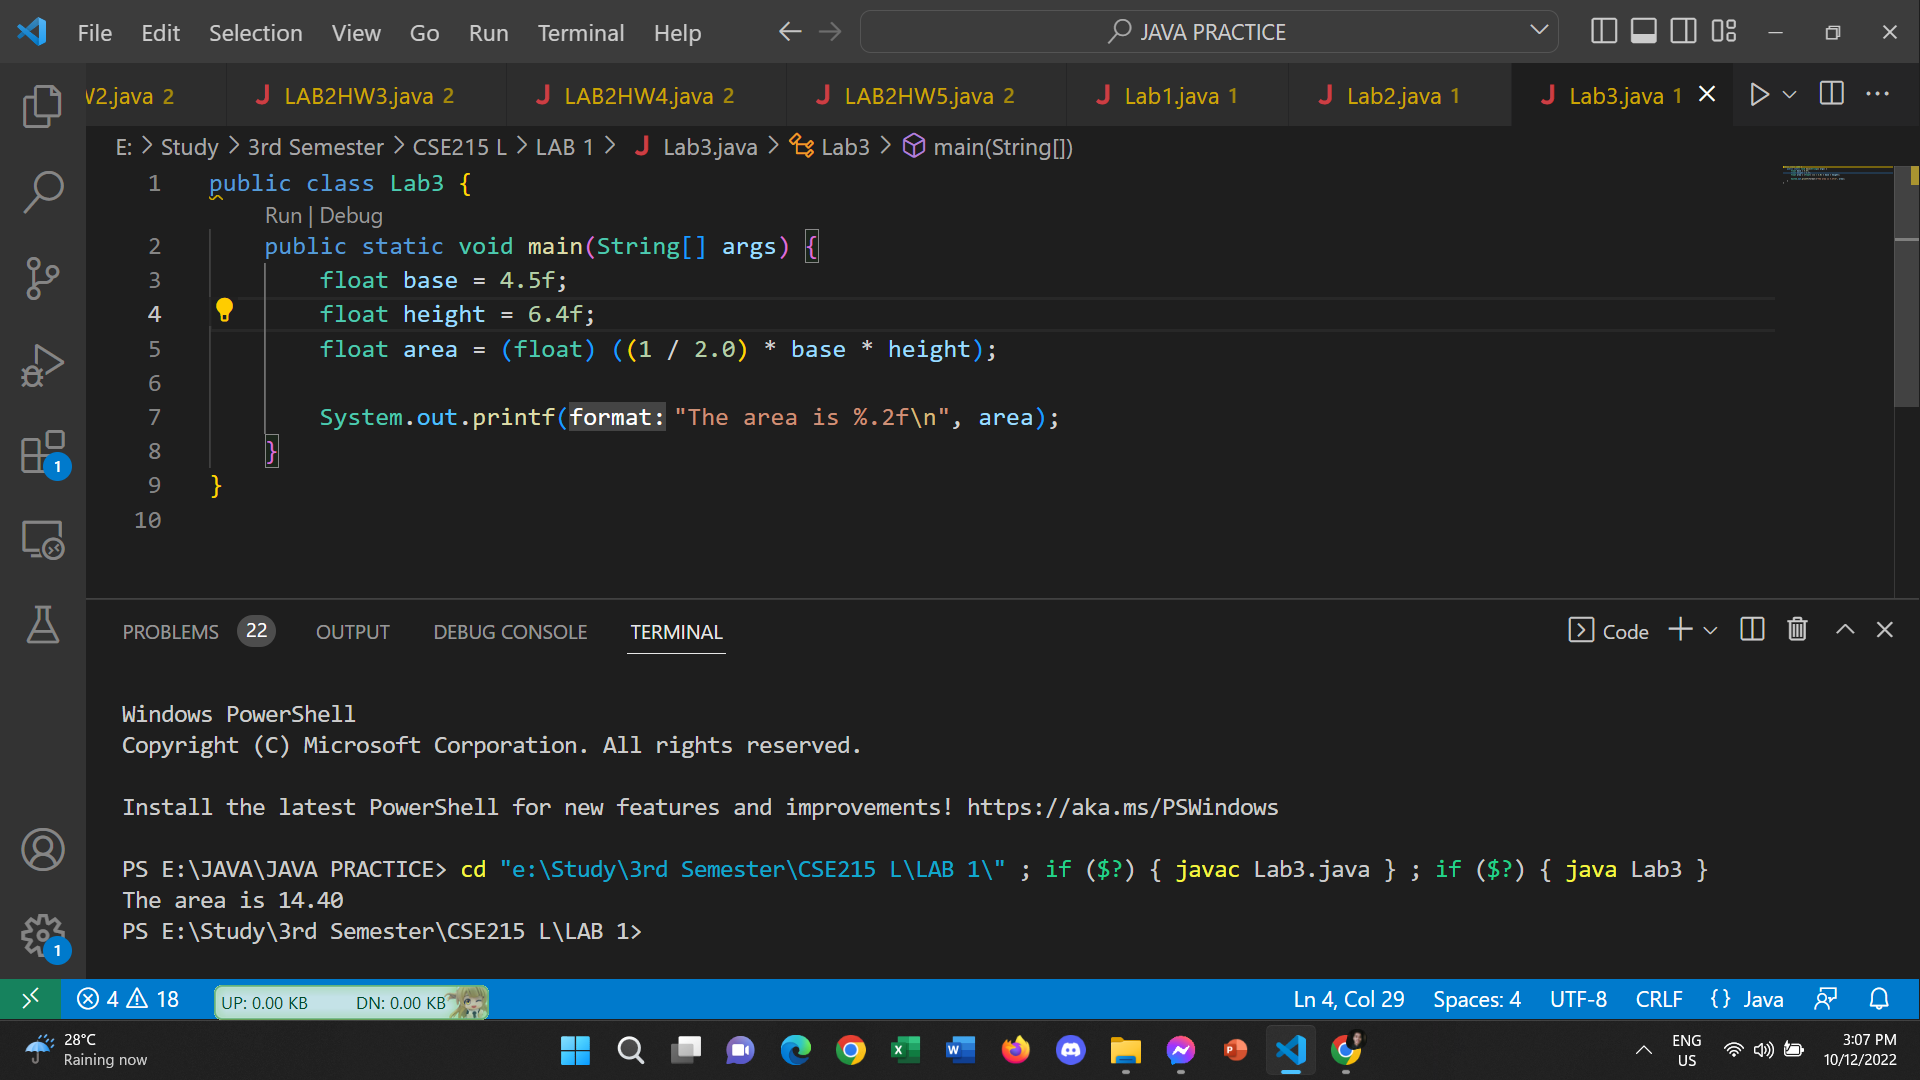 File Edit Selection View Go Run Terminal Help
JAVA PRACTICE
W2.java 2 LAB2HW3.java 2 LAB2HW4.java 2 LAB2HW5.java 2 Lab1.java 1 Lab2.java 1 Lab3.java 1
E: > Study > 3rd Semester > CSE215 L > LAB 1 > Lab3.java > Lab3 > main(String[])
1 public class Lab3 {
Run | Debug
2 public static void main(String[] args) {
3 float base = 4.5f;
4 float height = 6.4f;
5 float area = (float) ((1 / 2.0) * base * height);
6
7 System.out.printf(format: "The area is %.2f\n", area);
8 }
9 }
10
PROBLEMS 22 OUTPUT DEBUG CONSOLE TERMINAL
Code
Windows PowerShell
Copyright (C) Microsoft Corporation. All rights reserved.
Install the latest PowerShell for new features and improvements! https://aka.ms/PSWindows
PS E:\JAVA\JAVA PRACTICE> cd "e:\Study\3rd Semester\CSE215 L\LAB 1\" ; if ($?) { javac Lab3.java } ; if ($?) { java Lab3 }
The area is 14.40
PS E:\Study\3rd Semester\CSE215 L\LAB 1>
1
1
4 18 UP: 0.00 KB DN: 0.00 KB Ln 4, Col 29 Spaces: 4 UTF-8 CRLF {} Java
28°C
Raining now
ENG
US
3:07 PM
10/12/2022